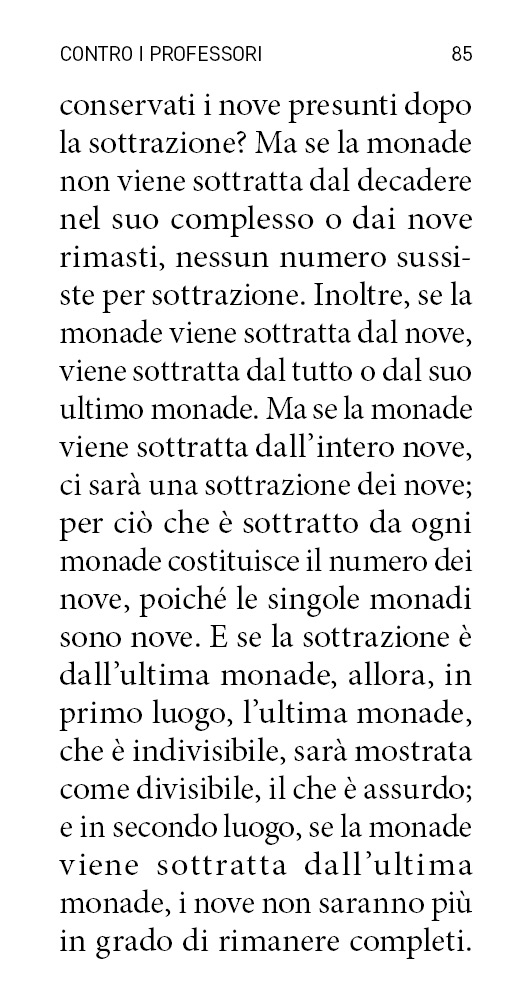 CONTRO I PROFESSORI 85
conservati i nove presunti dopo
la sottrazione? Ma se la monade
non viene sottratta dal decadere
nel suo complesso o dai nove
rimasti, nessun numero sussi-
ste per sottrazione. Inoltre, se la
monade viene sottratta dal nove,
viene sottratta dal tutto o dal suo
ultimo monade. Ma se la monade
viene sottratta dall'intero nove,
ci sarà una sottrazione dei nove;
per ciò che è sottratto da ogni
monade costituisce il numero dei
nove, poiché le singole monadi
sono nove. E se la sottrazione è
dall'ultima monade, allora, in
primo luogo, l'ultima monade,
che è indivisibile, sarà mostrata
come divisibile, il che è assurdo;
e in secondo luogo, se la monade
viene sottratta dall'ultima
monade, i nove non saranno più
in grado di rimanere completi.